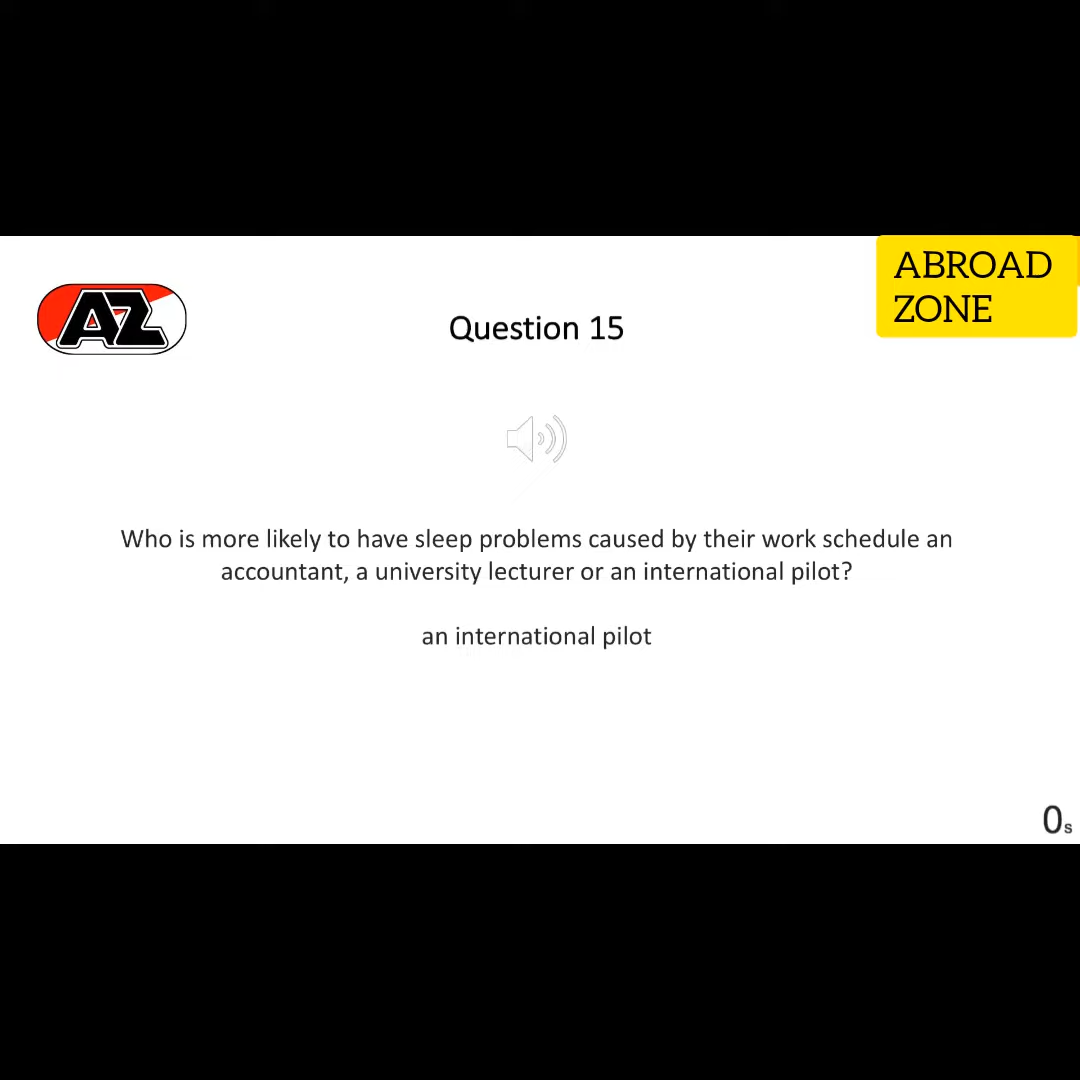 ABROAD
ZONE
AZ
Question 15
Who is more likely to have sleep problems caused by their work schedule an
accountant, a university lecturer or an international pilot?
an international pilot
0s